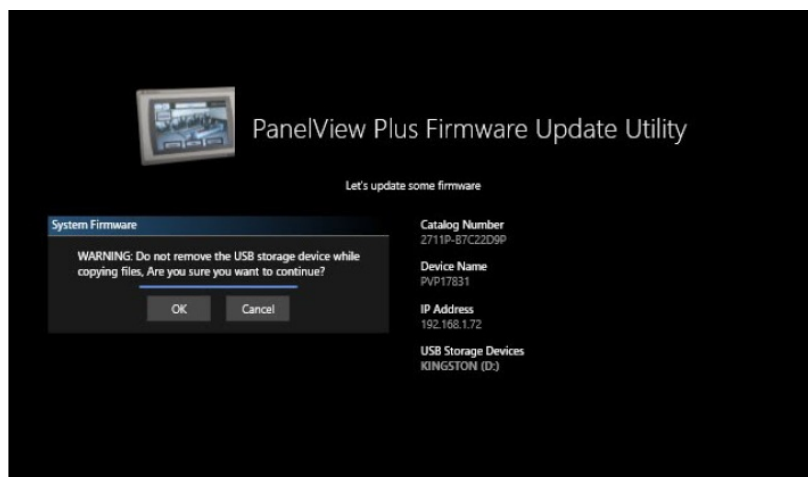 PanelView Plus Firmware Update Utility
Let's update some firmware
System Firmware
WARNING: Do not remove the USB storage device while
copying files, Are you sure you want to continue?
OK
Cancel
Catalog Number
2711P-B7C22D9P
Device Name
PVP17831
IP Address
192.168.1.72
USB Storage Devices
KINGSTON (D:)